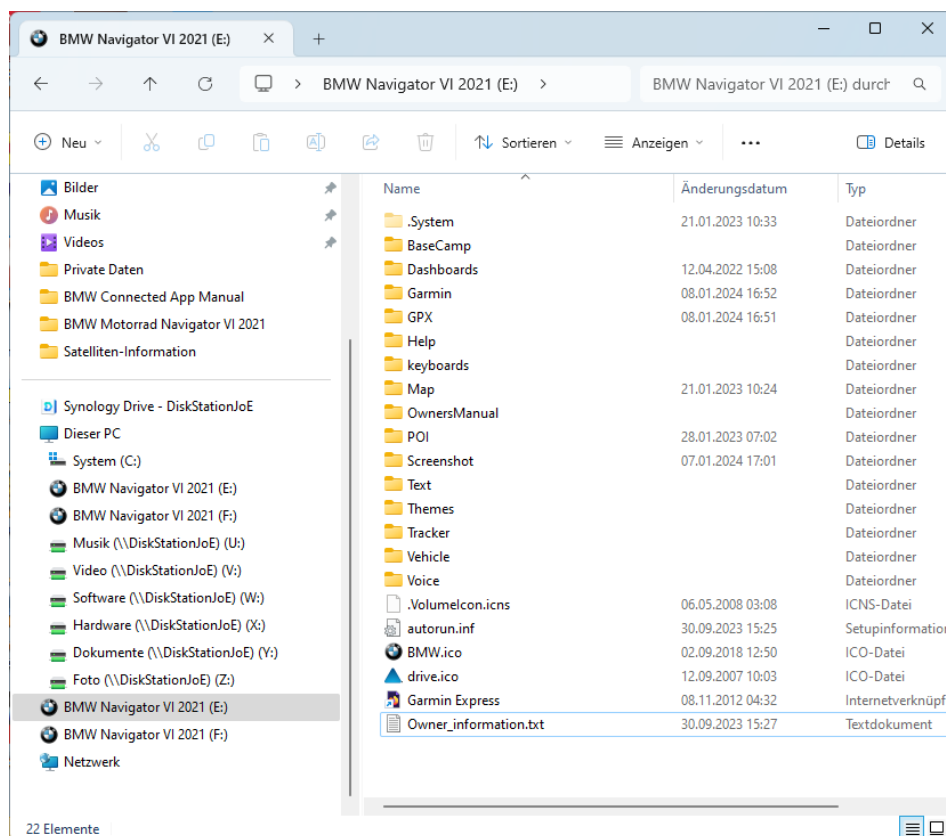 BMW Navigator VI 2021 (E:)
BMW Navigator VI 2021 (E:)
BMW Navigator VI 2021 (E:) durch
Neu
Sortieren
Anzeigen
Details
Bilder
Musik
Videos
Private Daten
BMW Connected App Manual
BMW Motorrad Navigator VI 2021
Satelliten-Information
Synology Drive - DiskStationJoE
Dieser PC
System (C:)
BMW Navigator VI 2021 (E:)
BMW Navigator VI 2021 (F:)
Musik (\\DiskStationJoE) (U:)
Video (\\DiskStationJoE) (V:)
Software (\\DiskStationJoE) (W:)
Hardware (\\DiskStationJoE) (X:)
Dokumente (\\DiskStationJoE) (Y:)
Foto (\\DiskStationJoE) (Z:)
BMW Navigator VI 2021 (E:)
BMW Navigator VI 2021 (F:)
Netzwerk
Name Änderungsdatum Typ
.System 21.01.2023 10:33 Dateiordner
BaseCamp Dateiordner
Dashboards 12.04.2022 15:08 Dateiordner
Garmin 08.01.2024 16:52 Dateiordner
GPX 08.01.2024 16:51 Dateiordner
Help Dateiordner
keyboards Dateiordner
Map 21.01.2023 10:24 Dateiordner
OwnersManual Dateiordner
POI 28.01.2023 07:02 Dateiordner
Screenshot 07.01.2024 17:01 Dateiordner
Text Dateiordner
Themes Dateiordner
Tracker Dateiordner
Vehicle Dateiordner
Voice Dateiordner
.VolumeIcon.icns 06.05.2008 03:08 ICNS-Datei
autorun.inf 30.09.2023 15:25 Setupinformation
BMW.ico 02.09.2018 12:50 ICO-Datei
drive.ico 12.09.2007 10:03 ICO-Datei
Garmin Express 08.11.2012 04:32 Internetverknüpf
Owner_information.txt 30.09.2023 15:27 Textdokument
22 Elemente